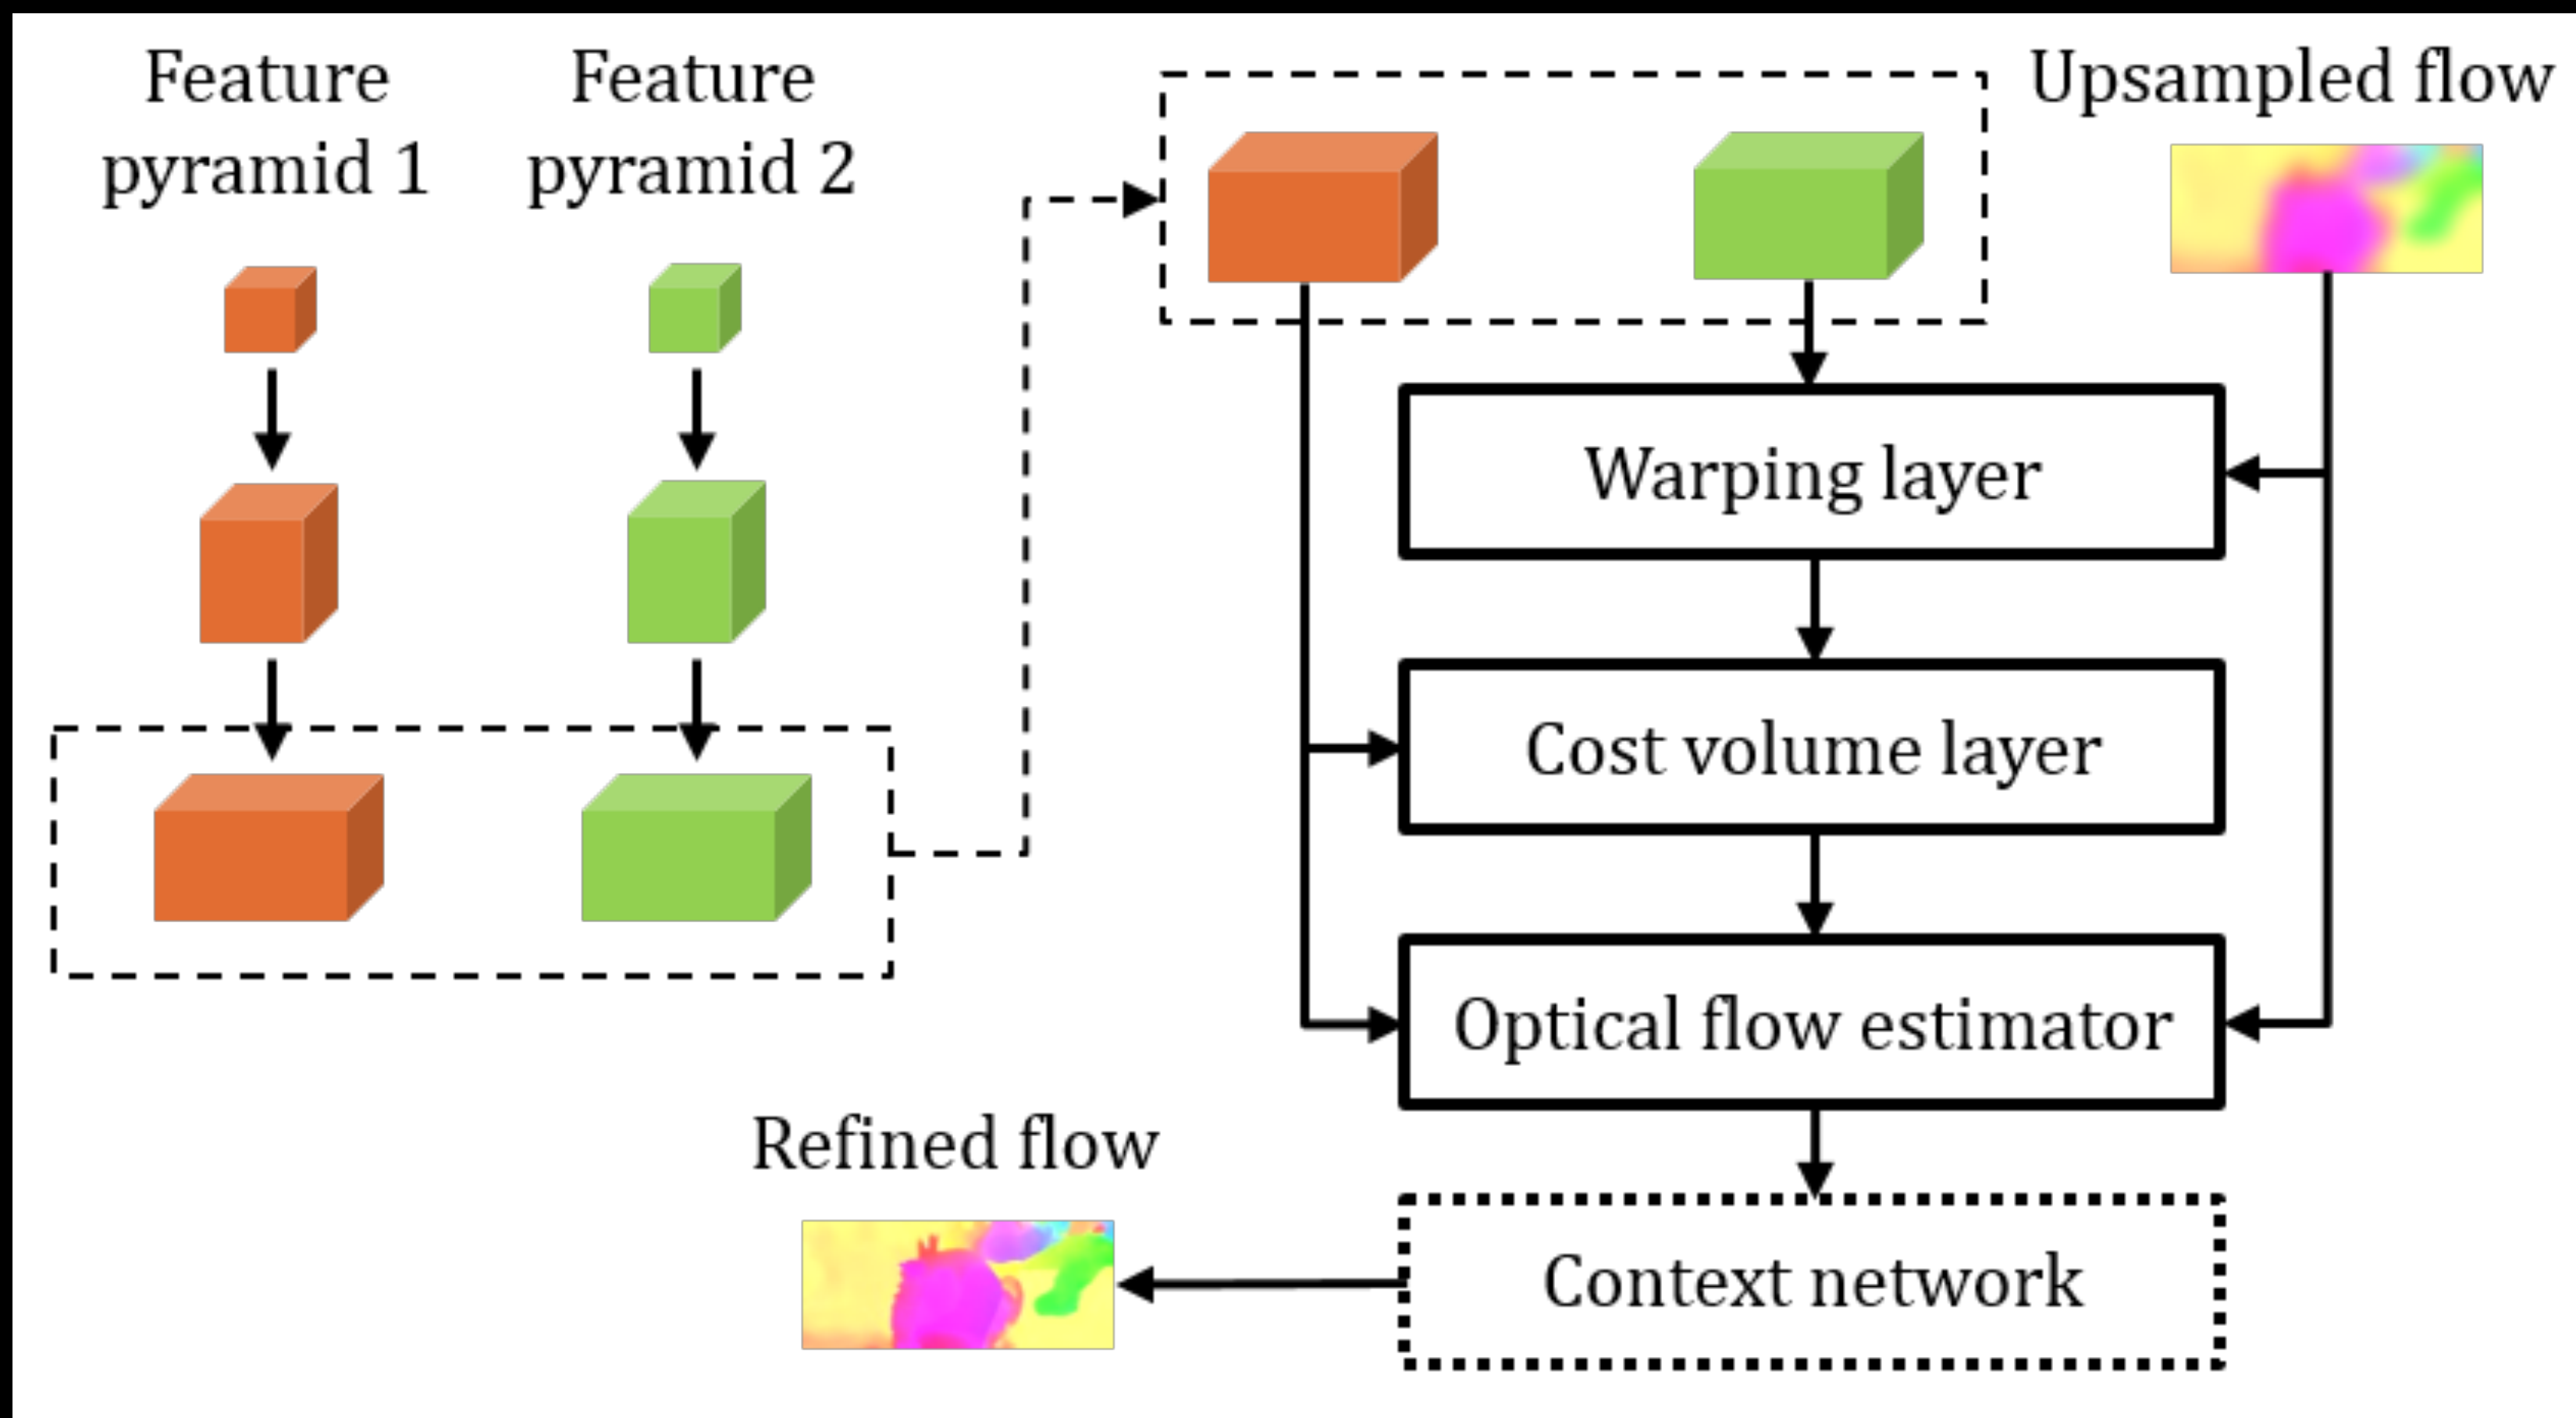 Feature
pyramid 1
Feature
pyramid 2
Upsampled flow
Warping layer
Cost volume layer
Optical flow estimator
Refined flow
Context network